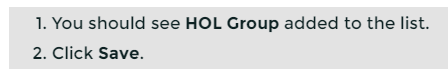 1. You should see HOL Group added to the list.
2. Click Save.